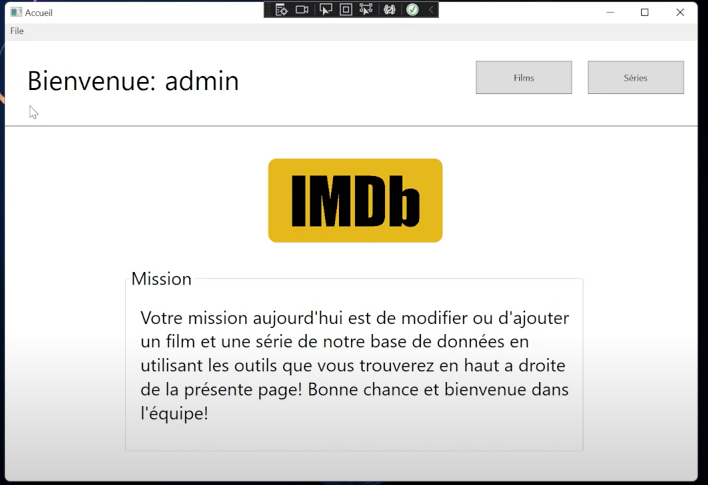 Accueil
File
Bienvenue: admin
Films
Séries
IMDb
Mission
Votre mission aujourd'hui est de modifier ou d'ajouter
un film et une série de notre base de données en
utilisant les outils que vous trouverez en haut a droite
de la présente page! Bonne chance et bienvenue dans
l'équipe!